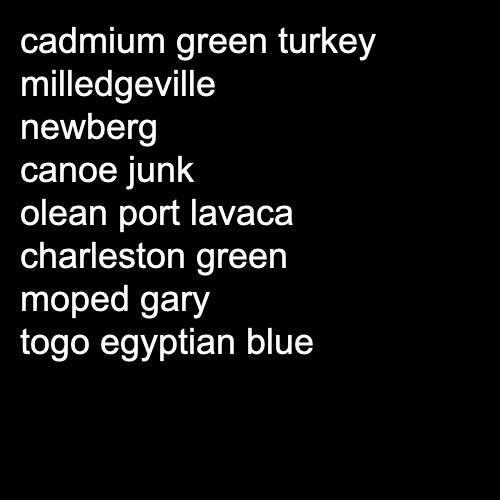 cadmium green turkey
milledgeville
newberg
canoe junk
olean port lavaca
charleston green
moped gary
togo egyptian blue